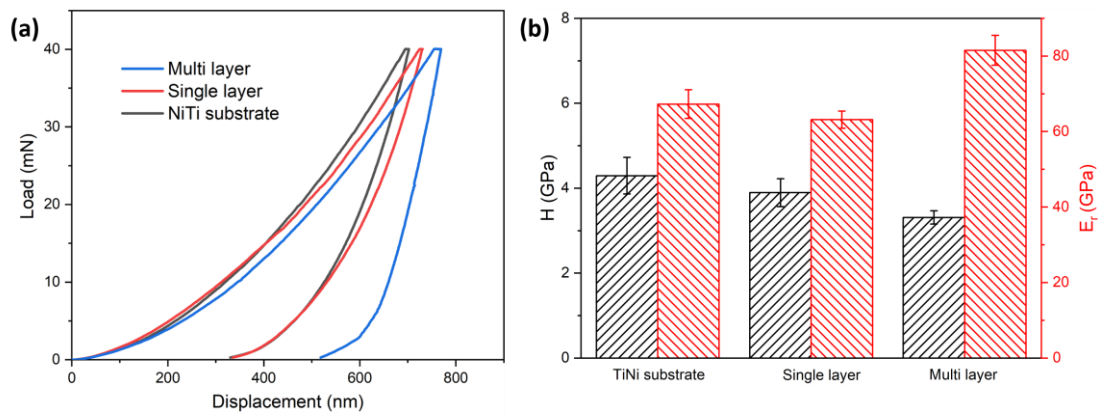 (a)
Load (mN)
50
40
30
20
10
0
Multi layer
Single layer
NiTi substrate
0
200
400
600
800
Displacement (nm)
(b)
H (GPa)
8
6
4
2
0
80
60
40
20
0
Er (GPa)
TiNi substrate
Single layer
Multi layer